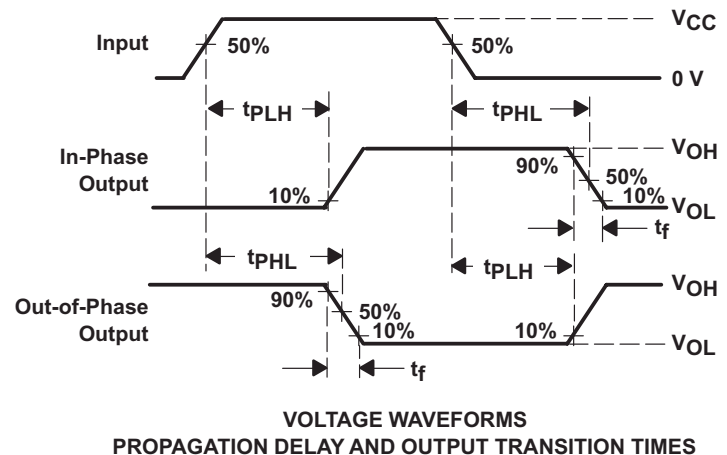 VCC
Input
50%
50%
0 V
tPLH
tPHL
In-Phase
Output
VOH
90%
50%
10%
10%
VOL
tf
tPHL
tPLH
Out-of-Phase
Output
VOH
90%
50%
10%
10%
VOL
tf
VOLTAGE WAVEFORMS
PROPAGATION DELAY AND OUTPUT TRANSITION TIMES